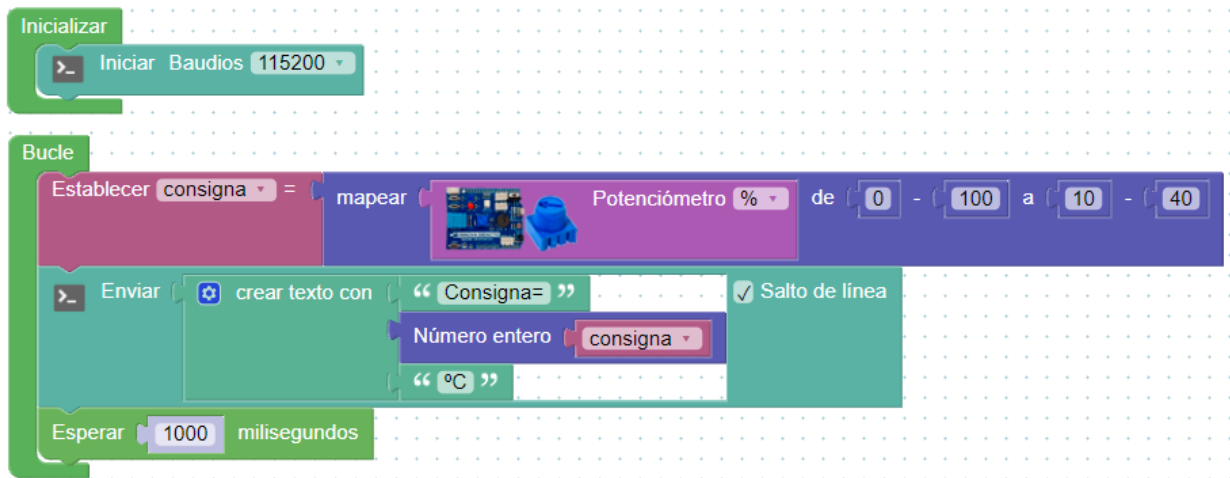 Inicializar
>_ Iniciar Baudios 115200
Bucle
Establecer consigna = mapear Potenciómetro % de 0 - 100 a 10 - 40
>_ Enviar crear texto con “ Consigna= ” ✓ Salto de línea
Número entero consigna
“ ºC ”
Esperar 1000 milisegundos